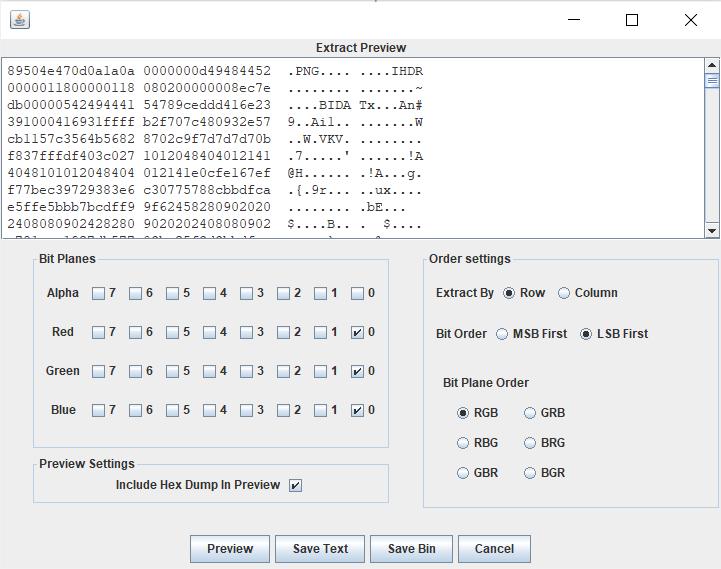 Extract Preview
89504e470d0a1a0a 0000000d49484452 .PNG.... ....IHDR
0000011800000118 080200000008ec7e ........ .......~
db00000542494441 54789ceddd416e23 ....BIDA Tx...An#
391000416931ffff b2f707c480932e57 9..Ai1.. .......W
cb1157c3564b5682 8702c9f7d7d7d70b ..W.VKV. ........
f837fffdf403c027 1012048404012141 .7.....' ......!A
4048101012048404 012141e0cfe167ef @H...... .!A...g.
f77bec39729383e6 c30775788cbbdfca .{.9r... ..ux....
e5ffe5bbb7bcdff9 9f62458280902020 ........ .bE...
2408080902428280 9020202408080902 $....B.. . $....
Bit Planes
Alpha 7 6 5 4 3 2 1 0
Red 7 6 5 4 3 2 1 0
Green 7 6 5 4 3 2 1 0
Blue 7 6 5 4 3 2 1 0
Preview Settings
Include Hex Dump In Preview
Order settings
Extract By Row Column
Bit Order MSB First LSB First
Bit Plane Order
RGB GRB
RBG BRG
GBR BGR
Preview Save Text Save Bin Cancel